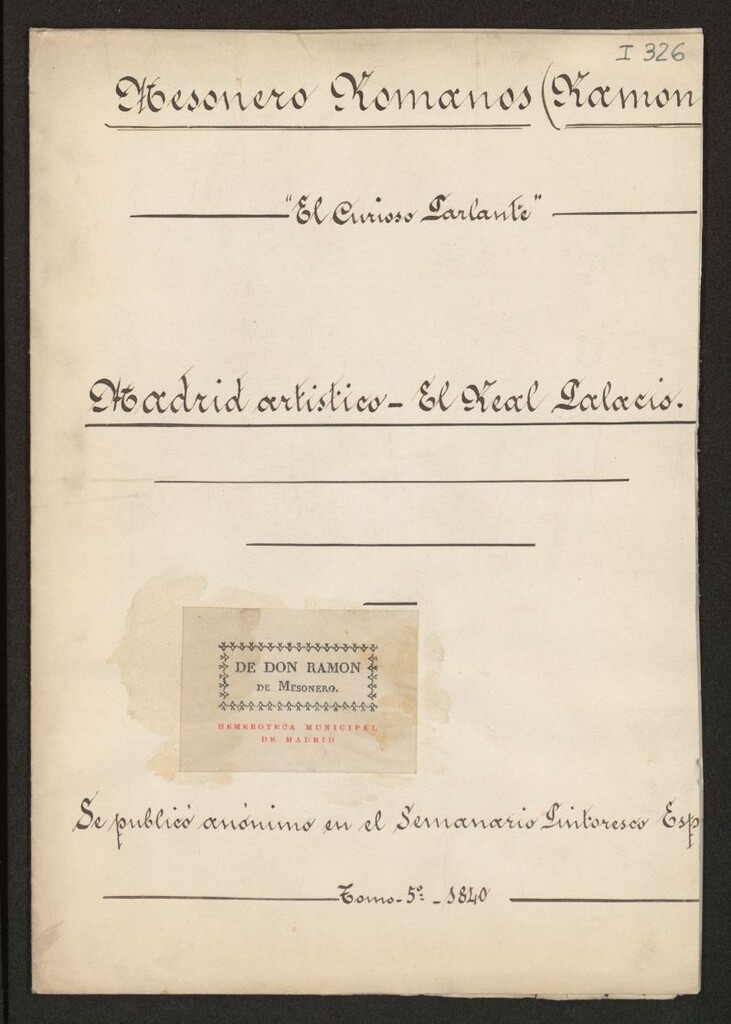 I 326
Mesonero Romanos (Ramon
"El Curioso Parlante"
Madrid artistico - El Real Palacio.
DE DON RAMON
DE MESONERO.
HEMEROTECA MUNICIPAL
DE MADRID
Se publicó anónimo en el Semanario Pintoresco Esp
Tomo - 5º - 1840